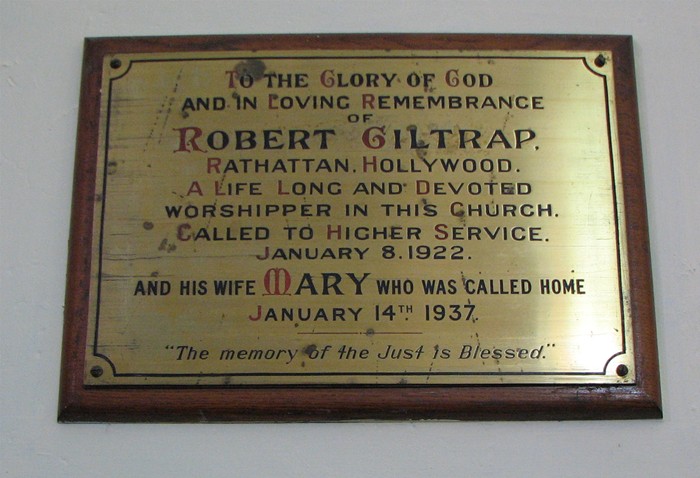 To the Glory of God
and in Loving Remembrance
of
Robert Giltrap.
Rathattan, Hollywood.
A Life Long and Devoted
worshipper in this Church.
Called to Higher Service.
January 8. 1922.
and his wife Mary who was called home
January 14th 1937.
"The memory of the Just is Blessed."